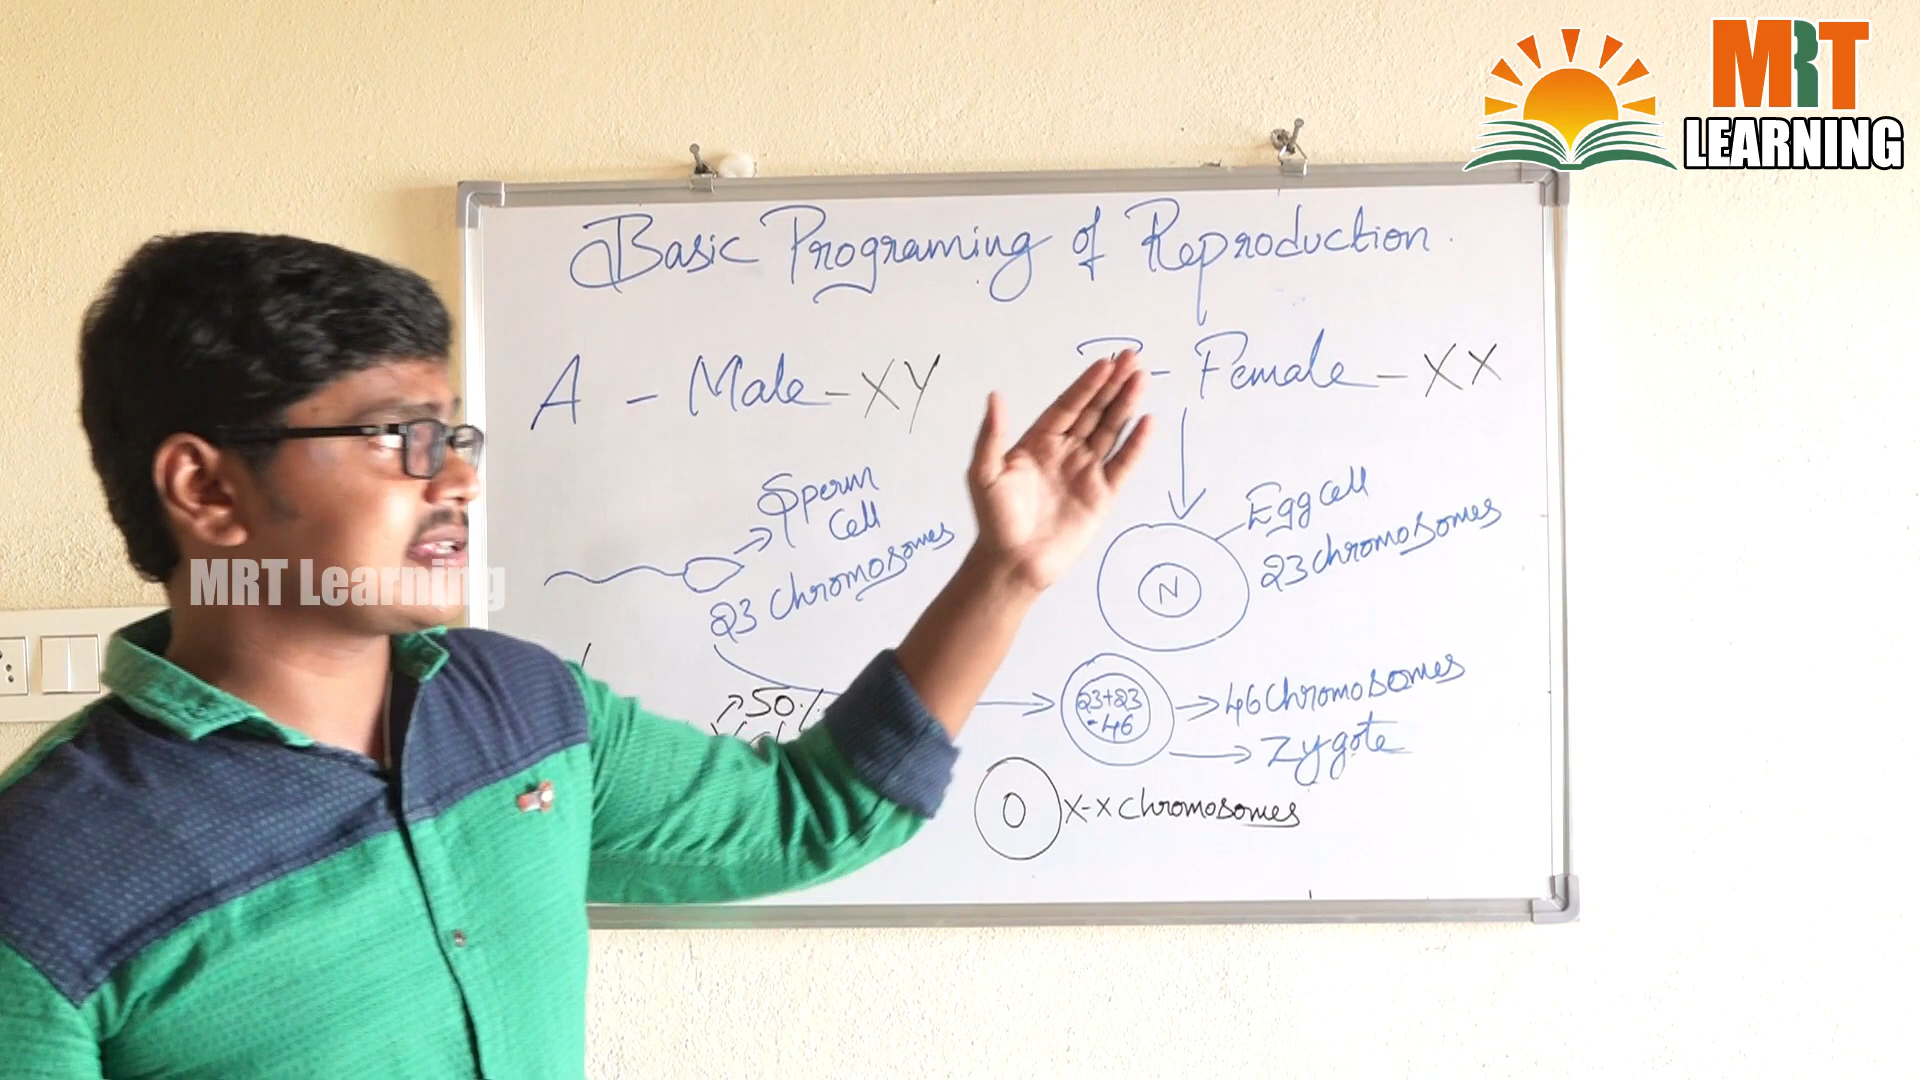 MRT
LEARNING
Basic Programing of Reproduction
A - Male - XY
- Female - XX
Sperm
Cell
23 chromosomes
Egg cell
23 chromosomes
N
MRT Learning
50%
23+23
=46
46 chromosomes
Zygote
O
X-X chromosomes